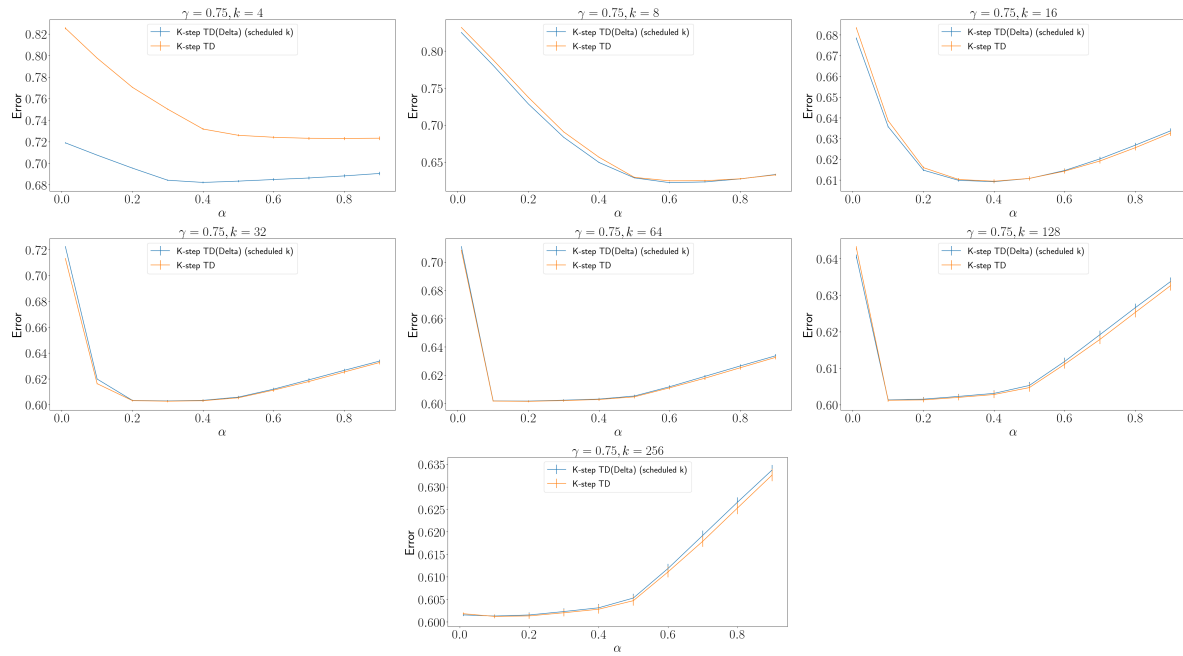 γ = 0.75, k = 4
K-step TD(Delta) (scheduled k)
K-step TD
Error
0.82
0.80
0.78
0.76
0.74
0.72
0.70
0.68
0.0 0.2 0.4 0.6 0.8
α
γ = 0.75, k = 8
K-step TD(Delta) (scheduled k)
K-step TD
Error
0.80
0.75
0.70
0.65
0.0 0.2 0.4 0.6 0.8
α
γ = 0.75, k = 16
K-step TD(Delta) (scheduled k)
K-step TD
Error
0.68
0.67
0.66
0.65
0.64
0.63
0.62
0.61
0.0 0.2 0.4 0.6 0.8
α
γ = 0.75, k = 32
K-step TD(Delta) (scheduled k)
K-step TD
Error
0.72
0.70
0.68
0.66
0.64
0.62
0.60
0.0 0.2 0.4 0.6 0.8
α
γ = 0.75, k = 64
K-step TD(Delta) (scheduled k)
K-step TD
Error
0.70
0.68
0.66
0.64
0.62
0.60
0.0 0.2 0.4 0.6 0.8
α
γ = 0.75, k = 128
K-step TD(Delta) (scheduled k)
K-step TD
Error
0.64
0.63
0.62
0.61
0.60
0.0 0.2 0.4 0.6 0.8
α
γ = 0.75, k = 256
K-step TD(Delta) (scheduled k)
K-step TD
Error
0.635
0.630
0.625
0.620
0.615
0.610
0.605
0.600
0.0 0.2 0.4 0.6 0.8
α